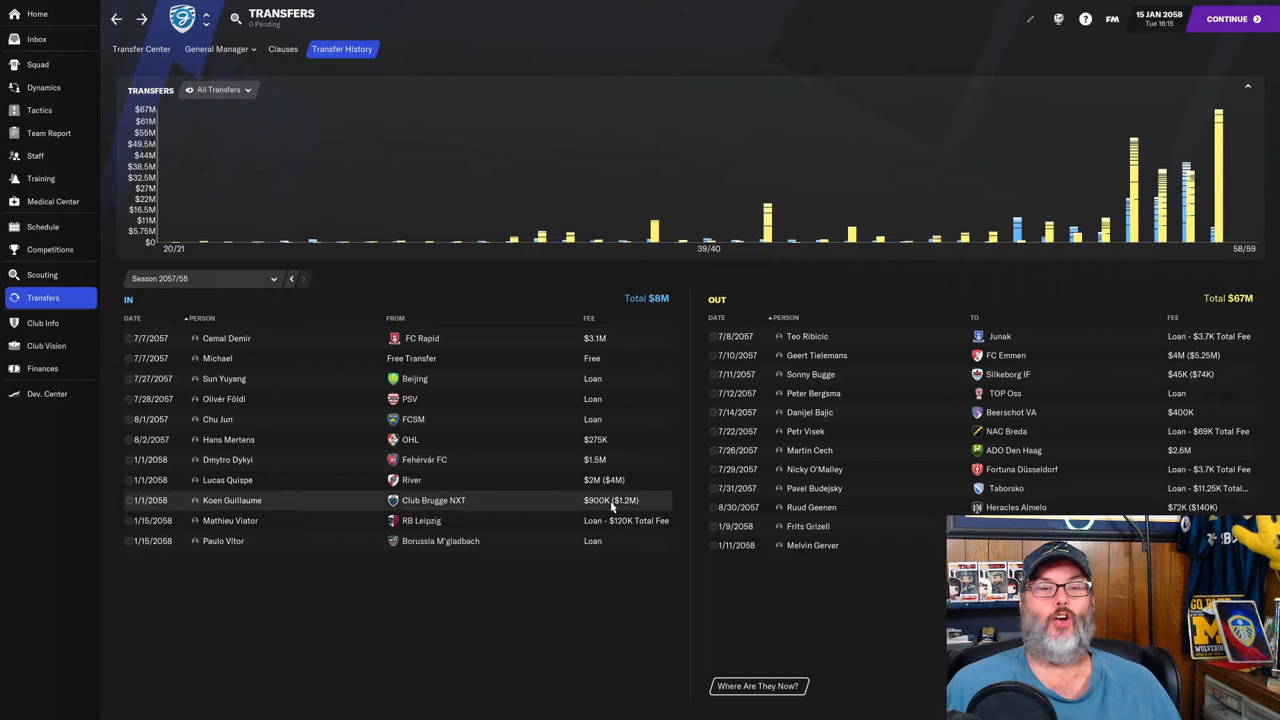 Home
Inbox
Squad
Dynamics
Tactics
Team Report
Staff
Training
Medical Center
Schedule
Competitions
Scouting
Transfers
Club Info
Club Vision
Finances
Dev. Center
TRANSFERS
0 Pending
FM
15 JAN 2058
Tue 16:15
CONTINUE
Transfer Center
General Manager
Clauses
Transfer History
TRANSFERS
All Transfers
$67M
$61M
$55M
$49.5M
$44M
$38.5M
$32.5M
$27M
$22M
$16.5M
$11M
$5.75M
$0
20/21
39/40
58/59
Season 2057/58
IN
Total $8M
DATE PERSON FROM FEE
7/7/2057 Cemal Demir FC Rapid $3.1M
7/7/2057 Michael Free Transfer Free
7/27/2057 Sun Yuyang Beijing Loan
7/28/2057 Olivér Földi PSV Loan
8/1/2057 Chu Jun FCSM Loan
8/2/2057 Hans Mertens OHL $275K
1/1/2058 Dmytro Dykyi Fehérvár FC $1.5M
1/1/2058 Lucas Quispe River $2M ($4M)
1/1/2058 Koen Guillaume Club Brugge NXT $900K ($1.2M)
1/15/2058 Mathieu Viator RB Leipzig Loan - $120K Total Fee
1/15/2058 Paulo Vítor Borussia M'gladbach Loan
OUT
Total $67M
DATE PERSON TO FEE
7/8/2057 Teo Ribicic Junak Loan - $3.7K Total Fee
7/10/2057 Geert Tielemans FC Emmen $4M ($5.25M)
7/11/2057 Sonny Bugge Silkeborg IF $45K ($74K)
7/12/2057 Peter Bergsma TOP Oss Loan
7/14/2057 Danijel Bajic Beerschot VA $400K
7/22/2057 Petr Visek NAC Breda Loan - $69K Total Fee
7/26/2057 Martin Cech ADO Den Haag $2.6M
7/29/2057 Nicky O'Malley Fortuna Düsseldorf Loan - $3.7K Total Fee
7/31/2057 Pavel Budejsky Taborsko Loan - $11.25K Total...
8/30/2057 Ruud Geenen Heracles Almelo $72K ($140K)
1/9/2058 Frits Grizell
1/11/2058 Melvin Gerver
Where Are They Now?
GO BLUE
M
WOLVERINES